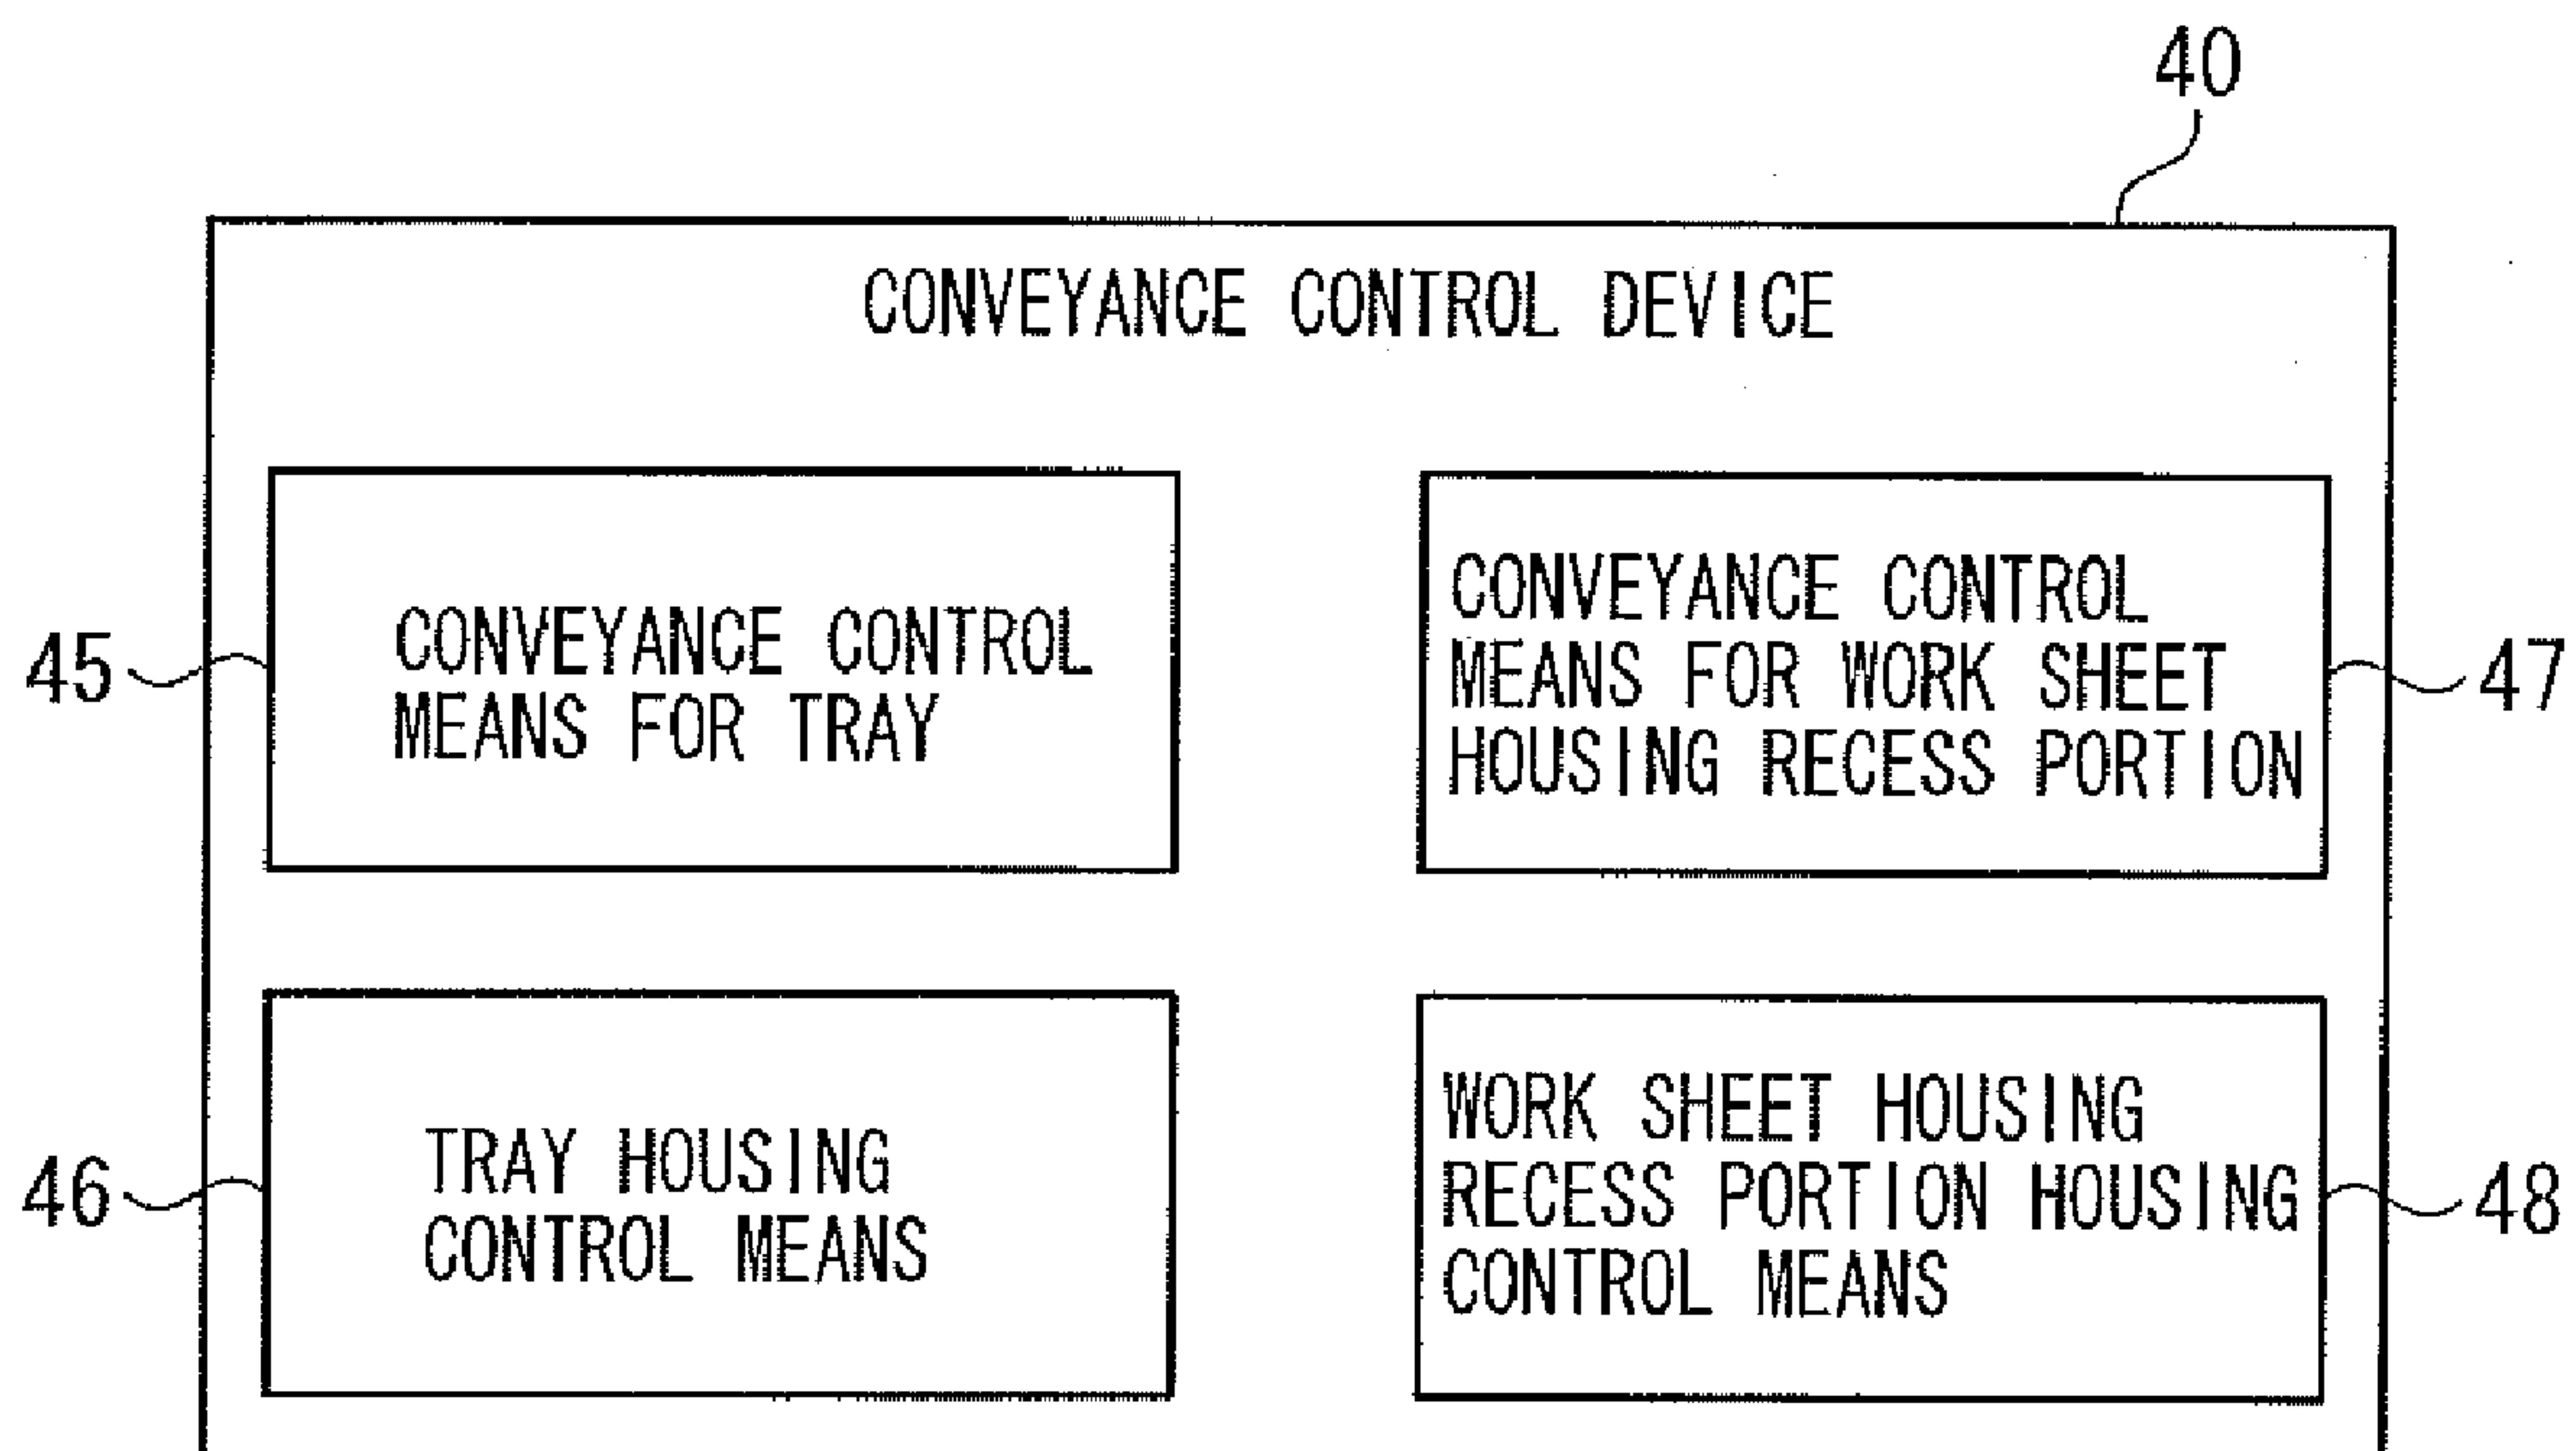 40
CONVEYANCE CONTROL DEVICE
45
CONVEYANCE CONTROL
MEANS FOR TRAY
CONVEYANCE CONTROL
MEANS FOR WORK SHEET
HOUSING RECESS PORTION
47
46
TRAY HOUSING
CONTROL MEANS
WORK SHEET HOUSING
RECESS PORTION HOUSING
CONTROL MEANS
48